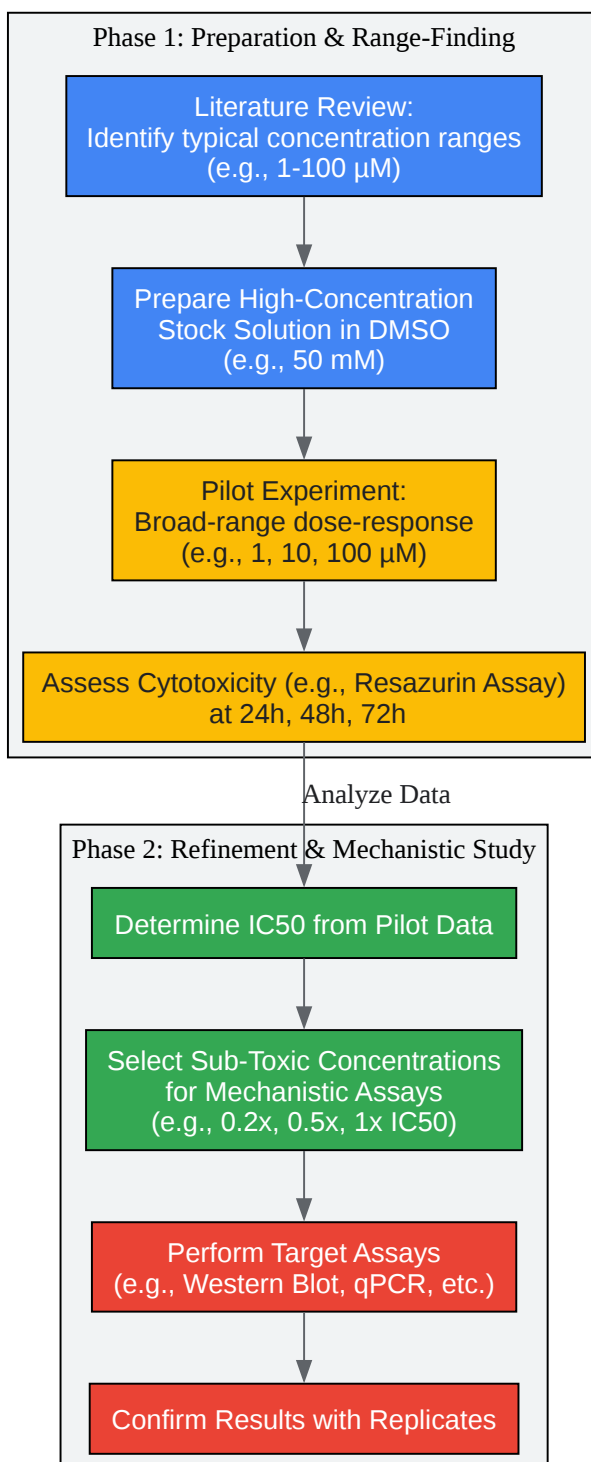 Phase 1: Preparation & Range-Finding
Literature Review:
Identify typical concentration ranges
(e.g., 1-100 µM)
Prepare High-Concentration
Stock Solution in DMSO
(e.g., 50 mM)
Pilot Experiment:
Broad-range dose-response
(e.g., 1, 10, 100 µM)
Assess Cytotoxicity (e.g., Resazurin Assay)
at 24h, 48h, 72h
Analyze Data
Phase 2: Refinement & Mechanistic Study
Determine IC50 from Pilot Data
Select Sub-Toxic Concentrations
for Mechanistic Assays
(e.g., 0.2x, 0.5x, 1x IC50)
Perform Target Assays
(e.g., Western Blot, qPCR, etc.)
Confirm Results with Replicates